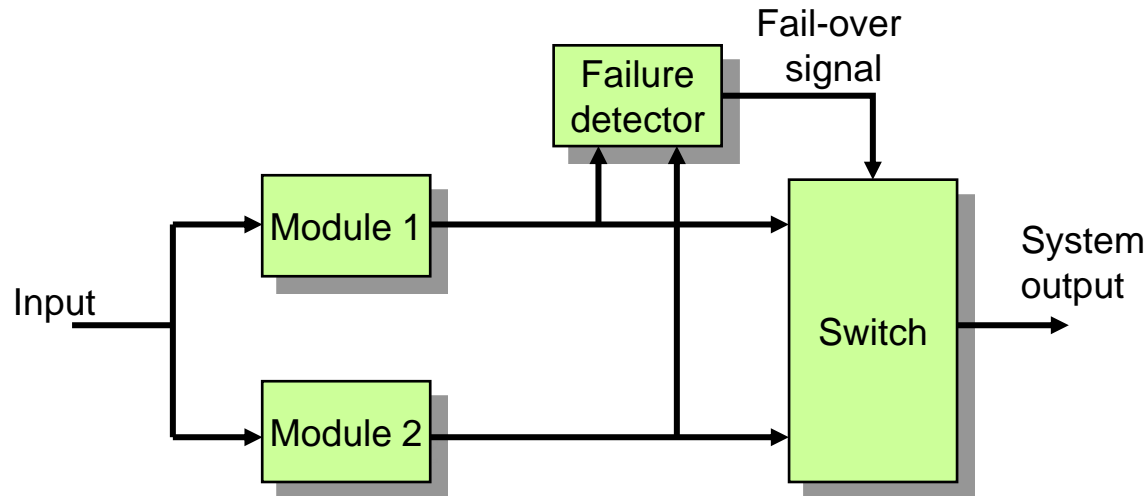 Fail-over
signal
Failure
detector
Module 1
System
output
Input
Switch
Module 2